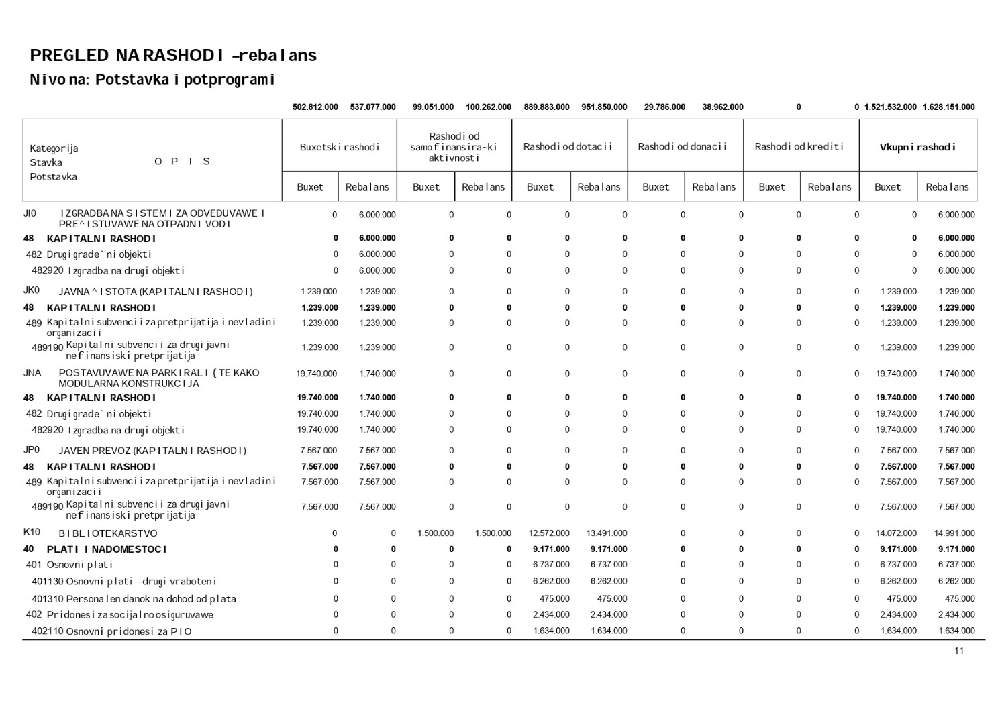 PREGLED NA RASHODI -rebalans
Nivo na: Potstavka i potprogrami
502.812.000 537.077.000 99.051.000 100.262.000 889.883.000 951.850.000 29.786.000 38.962.000 0 0 1.521.532.000 1.628.151.000
Kategorija
Stavka
Potstavka
O P I S
Buxetski rashodi
Rashodi od
samofinansira~ki
aktivnosti
Rashodi od dotacii
Rashodi od donacii
Rashodi od krediti
Vkupni rashodi
Buxet Rebalans Buxet Rebalans Buxet Rebalans Buxet Rebalans Buxet Rebalans Buxet Rebalans
JI0 IZGRADBA NA SISTEMI ZA ODVEDUVAWE I
PRE^ISTUVAWE NA OTPADNI VODI 0 6.000.000 0 0 0 0 0 0 0 0 0 6.000.000
48 KAPITALNI RASHODI 0 6.000.000 0 0 0 0 0 0 0 0 0 6.000.000
482 Drugi grade`ni objekti 0 6.000.000 0 0 0 0 0 0 0 0 0 6.000.000
482920 Izgradba na drugi objekti 0 6.000.000 0 0 0 0 0 0 0 0 0 6.000.000
JK0 JAVNA ^ISTOTA (KAPITALNI RASHODI) 1.239.000 1.239.000 0 0 0 0 0 0 0 0 1.239.000 1.239.000
48 KAPITALNI RASHODI 1.239.000 1.239.000 0 0 0 0 0 0 0 0 1.239.000 1.239.000
489 Kapitalni subvencii za pretprijatija i nevladini
organizacii 1.239.000 1.239.000 0 0 0 0 0 0 0 0 1.239.000 1.239.000
489190 Kapitalni subvencii za drugi javni
nefinansiski pretprijatija 1.239.000 1.239.000 0 0 0 0 0 0 0 0 1.239.000 1.239.000
JNA POSTAVUVAWE NA PARKIRALI{TE KAKO
MODULARNA KONSTRUKCIJA 19.740.000 1.740.000 0 0 0 0 0 0 0 0 19.740.000 1.740.000
48 KAPITALNI RASHODI 19.740.000 1.740.000 0 0 0 0 0 0 0 0 19.740.000 1.740.000
482 Drugi grade`ni objekti 19.740.000 1.740.000 0 0 0 0 0 0 0 0 19.740.000 1.740.000
482920 Izgradba na drugi objekti 19.740.000 1.740.000 0 0 0 0 0 0 0 0 19.740.000 1.740.000
JP0 JAVEN PREVOZ (KAPITALNI RASHODI) 7.567.000 7.567.000 0 0 0 0 0 0 0 0 7.567.000 7.567.000
48 KAPITALNI RASHODI 7.567.000 7.567.000 0 0 0 0 0 0 0 0 7.567.000 7.567.000
489 Kapitalni subvencii za pretprijatija i nevladini
organizacii 7.567.000 7.567.000 0 0 0 0 0 0 0 0 7.567.000 7.567.000
489190 Kapitalni subvencii za drugi javni
nefinansiski pretprijatija 7.567.000 7.567.000 0 0 0 0 0 0 0 0 7.567.000 7.567.000
K10 BIBLIOTEKARSTVO 0 0 1.500.000 1.500.000 12.572.000 13.491.000 0 0 0 0 14.072.000 14.991.000
40 PLATI I NADOMESTOCI 0 0 0 0 9.171.000 9.171.000 0 0 0 0 9.171.000 9.171.000
401 Osnovni plati 0 0 0 0 6.737.000 6.737.000 0 0 0 0 6.737.000 6.737.000
401130 Osnovni plati -drugi vraboteni 0 0 0 0 6.262.000 6.262.000 0 0 0 0 6.262.000 6.262.000
401310 Personalen danok na dohod od plata 0 0 0 0 475.000 475.000 0 0 0 0 475.000 475.000
402 Pridonesi za socijalno osiguruvawe 0 0 0 0 2.434.000 2.434.000 0 0 0 0 2.434.000 2.434.000
402110 Osnovni pridonesi za PIO 0 0 0 0 1.634.000 1.634.000 0 0 0 0 1.634.000 1.634.000
11